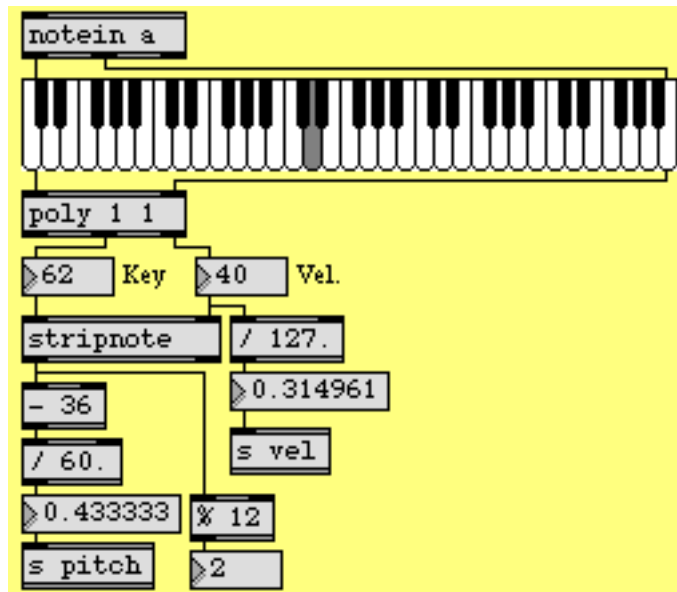 notein a
poly 1 1
62 Key 40 Vel.
stripnote / 127.
0.314961
- 36
s vel
/ 60.
0.433333 % 12
s pitch 2